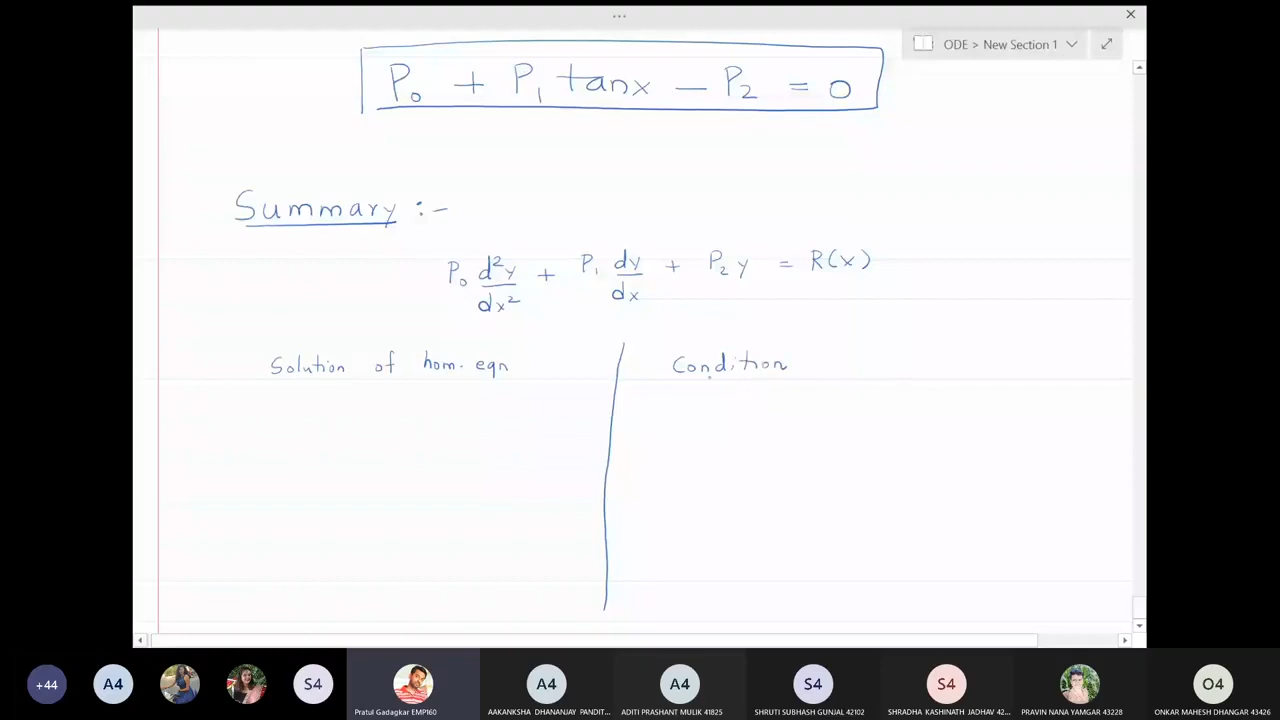 ODE > New Section 1
P₀ + P₁ tanx − P₂ = 0
Summary :-
P₀ d²y/dx² + P₁ dy/dx + P₂ y = R(x)
Solution of hom. eqn
Condition
+44
A4
S4
Pratul Gadagkar EMP160
A4
AAKANKSHA DHANANJAY PANDIT...
A4
ADITI PRASHANT MULIK 41825
S4
SHRUTI SUBHASH GUNJAL 42102
S4
SHRADHA KASHINATH JADHAV 42...
PRAVIN NANA YAMGAR 43228
O4
ONKAR MAHESH DHANGAR 43426